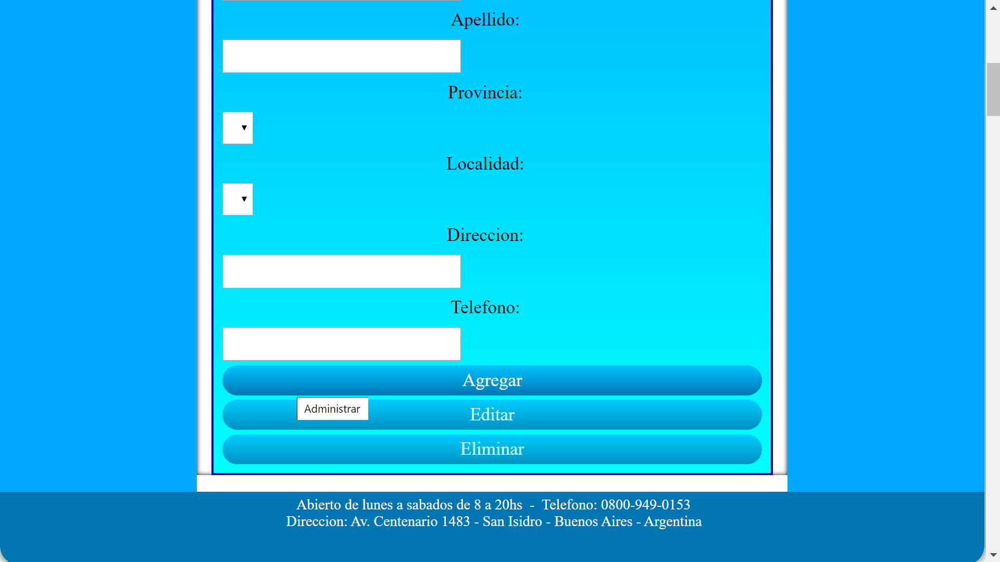 Apellido:
Provincia:
Localidad:
Direccion:
Telefono:
Agregar
Administrar
Editar
Eliminar
Abierto de lunes a sabados de 8 a 20hs - Telefono: 0800-949-0153
Direccion: Av. Centenario 1483 - San Isidro - Buenos Aires - Argentina